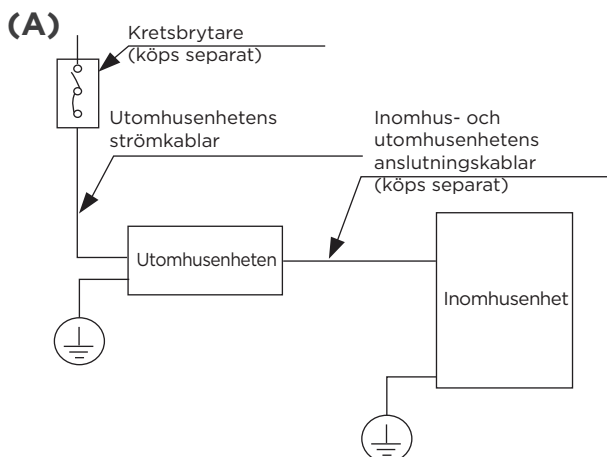 (A)
Kretsbrytare
(köps separat)
Utomhusenhetens
strömkablar
Inomhus- och
utomhusenhetens
anslutningskablar
(köps separat)
Utomhusenheten
Inomhusenhet